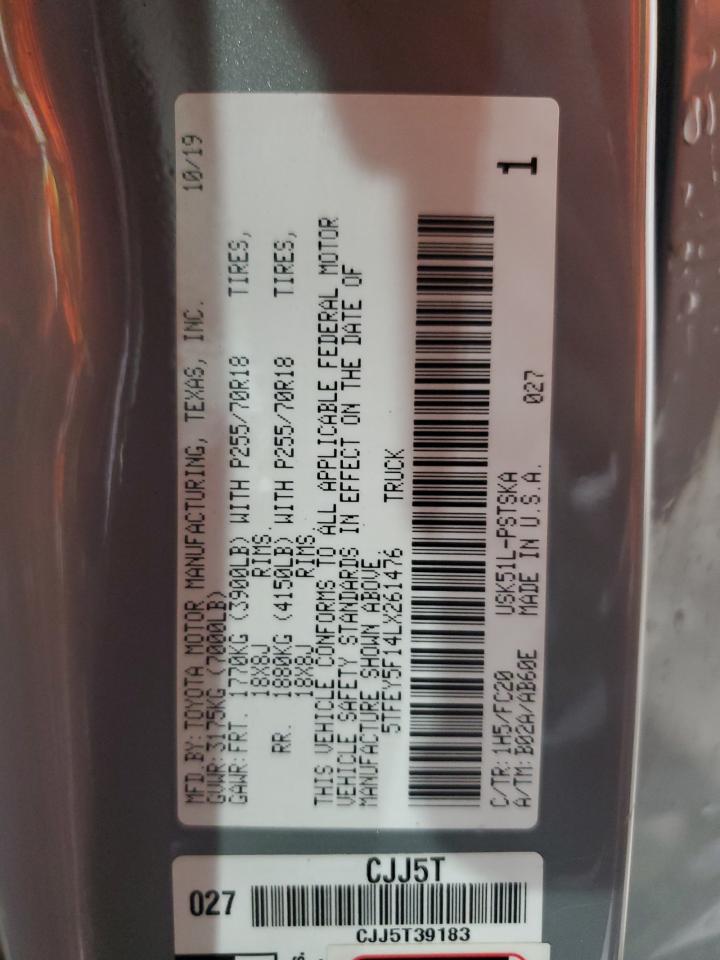 MFD.BY:TOYOTA MOTOR MANUFACTURING, TEXAS, INC. 10/19
GVWR:3175KG (7000LB)
GAWR:FRT. 1770KG (3900LB) WITH P255/70R18 TIRES,
18X8J RIMS.
RR. 1880KG (4150LB) WITH P255/70R18 TIRES,
18X8J RIMS.
THIS VEHICLE CONFORMS TO ALL APPLICABLE FEDERAL MOTOR
VEHICLE SAFETY STANDARDS IN EFFECT ON THE DATE OF
MANUFACTURE SHOWN ABOVE
5TFEY5F14LX261476 TRUCK
C/TR:1H5/FC20 USK51L-PSTSKA 027 1
A/TM:B02A/AB60E MADE IN U.S.A.
CJJ5T
027
CJJ5T39183